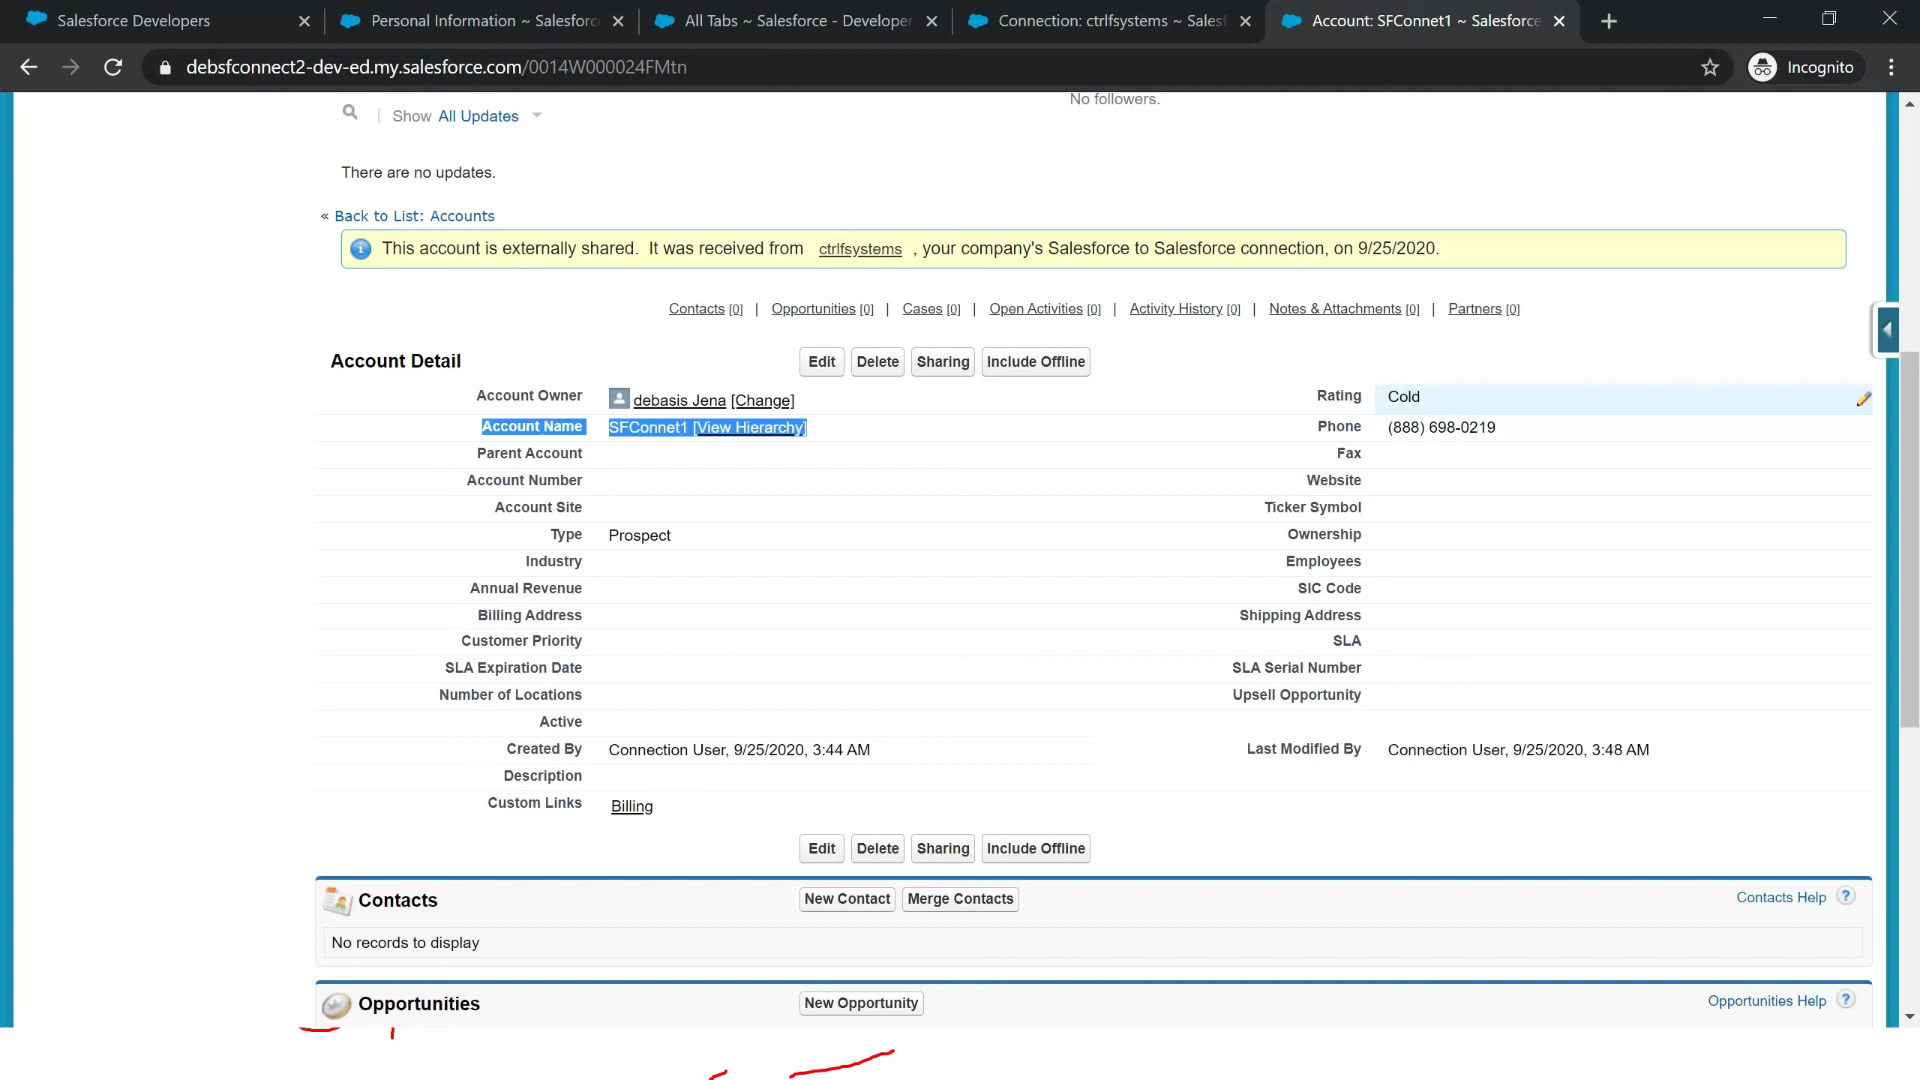 Salesforce Developers
Personal Information ~ Salesforc
All Tabs ~ Salesforce - Developer
Connection: ctrlfsystems ~ Salesf
Account: SFConnet1 ~ Salesforce
debsfconnect2-dev-ed.my.salesforce.com/0014W000024FMtn
Incognito
No followers.
Show All Updates
There are no updates.
« Back to List: Accounts
This account is externally shared. It was received from ctrlfsystems , your company's Salesforce to Salesforce connection, on 9/25/2020.
Contacts [0] | Opportunities [0] | Cases [0] | Open Activities [0] | Activity History [0] | Notes & Attachments [0] | Partners [0]
Account Detail
Edit Delete Sharing Include Offline
Account Owner debasis Jena [Change] Rating Cold
Account Name SFConnet1 [View Hierarchy] Phone (888) 698-0219
Parent Account Fax
Account Number Website
Account Site Ticker Symbol
Type Prospect Ownership
Industry Employees
Annual Revenue SIC Code
Billing Address Shipping Address
Customer Priority SLA
SLA Expiration Date SLA Serial Number
Number of Locations Upsell Opportunity
Active
Created By Connection User, 9/25/2020, 3:44 AM Last Modified By Connection User, 9/25/2020, 3:48 AM
Description
Custom Links Billing
Edit Delete Sharing Include Offline
Contacts New Contact Merge Contacts Contacts Help ?
No records to display
Opportunities New Opportunity Opportunities Help ?